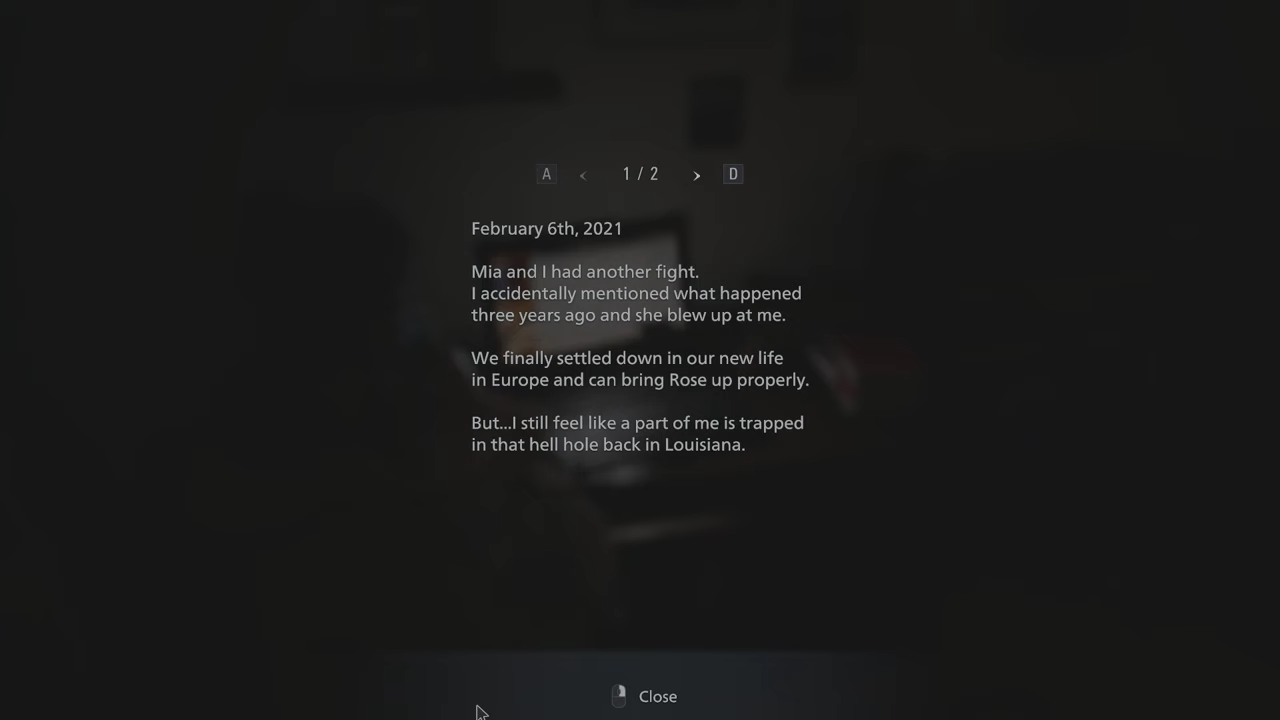 A < 1 / 2 > D
February 6th, 2021
Mia and I had another fight.
I accidentally mentioned what happened
three years ago and she blew up at me.
We finally settled down in our new life
in Europe and can bring Rose up properly.
But...I still feel like a part of me is trapped
in that hell hole back in Louisiana.
Close